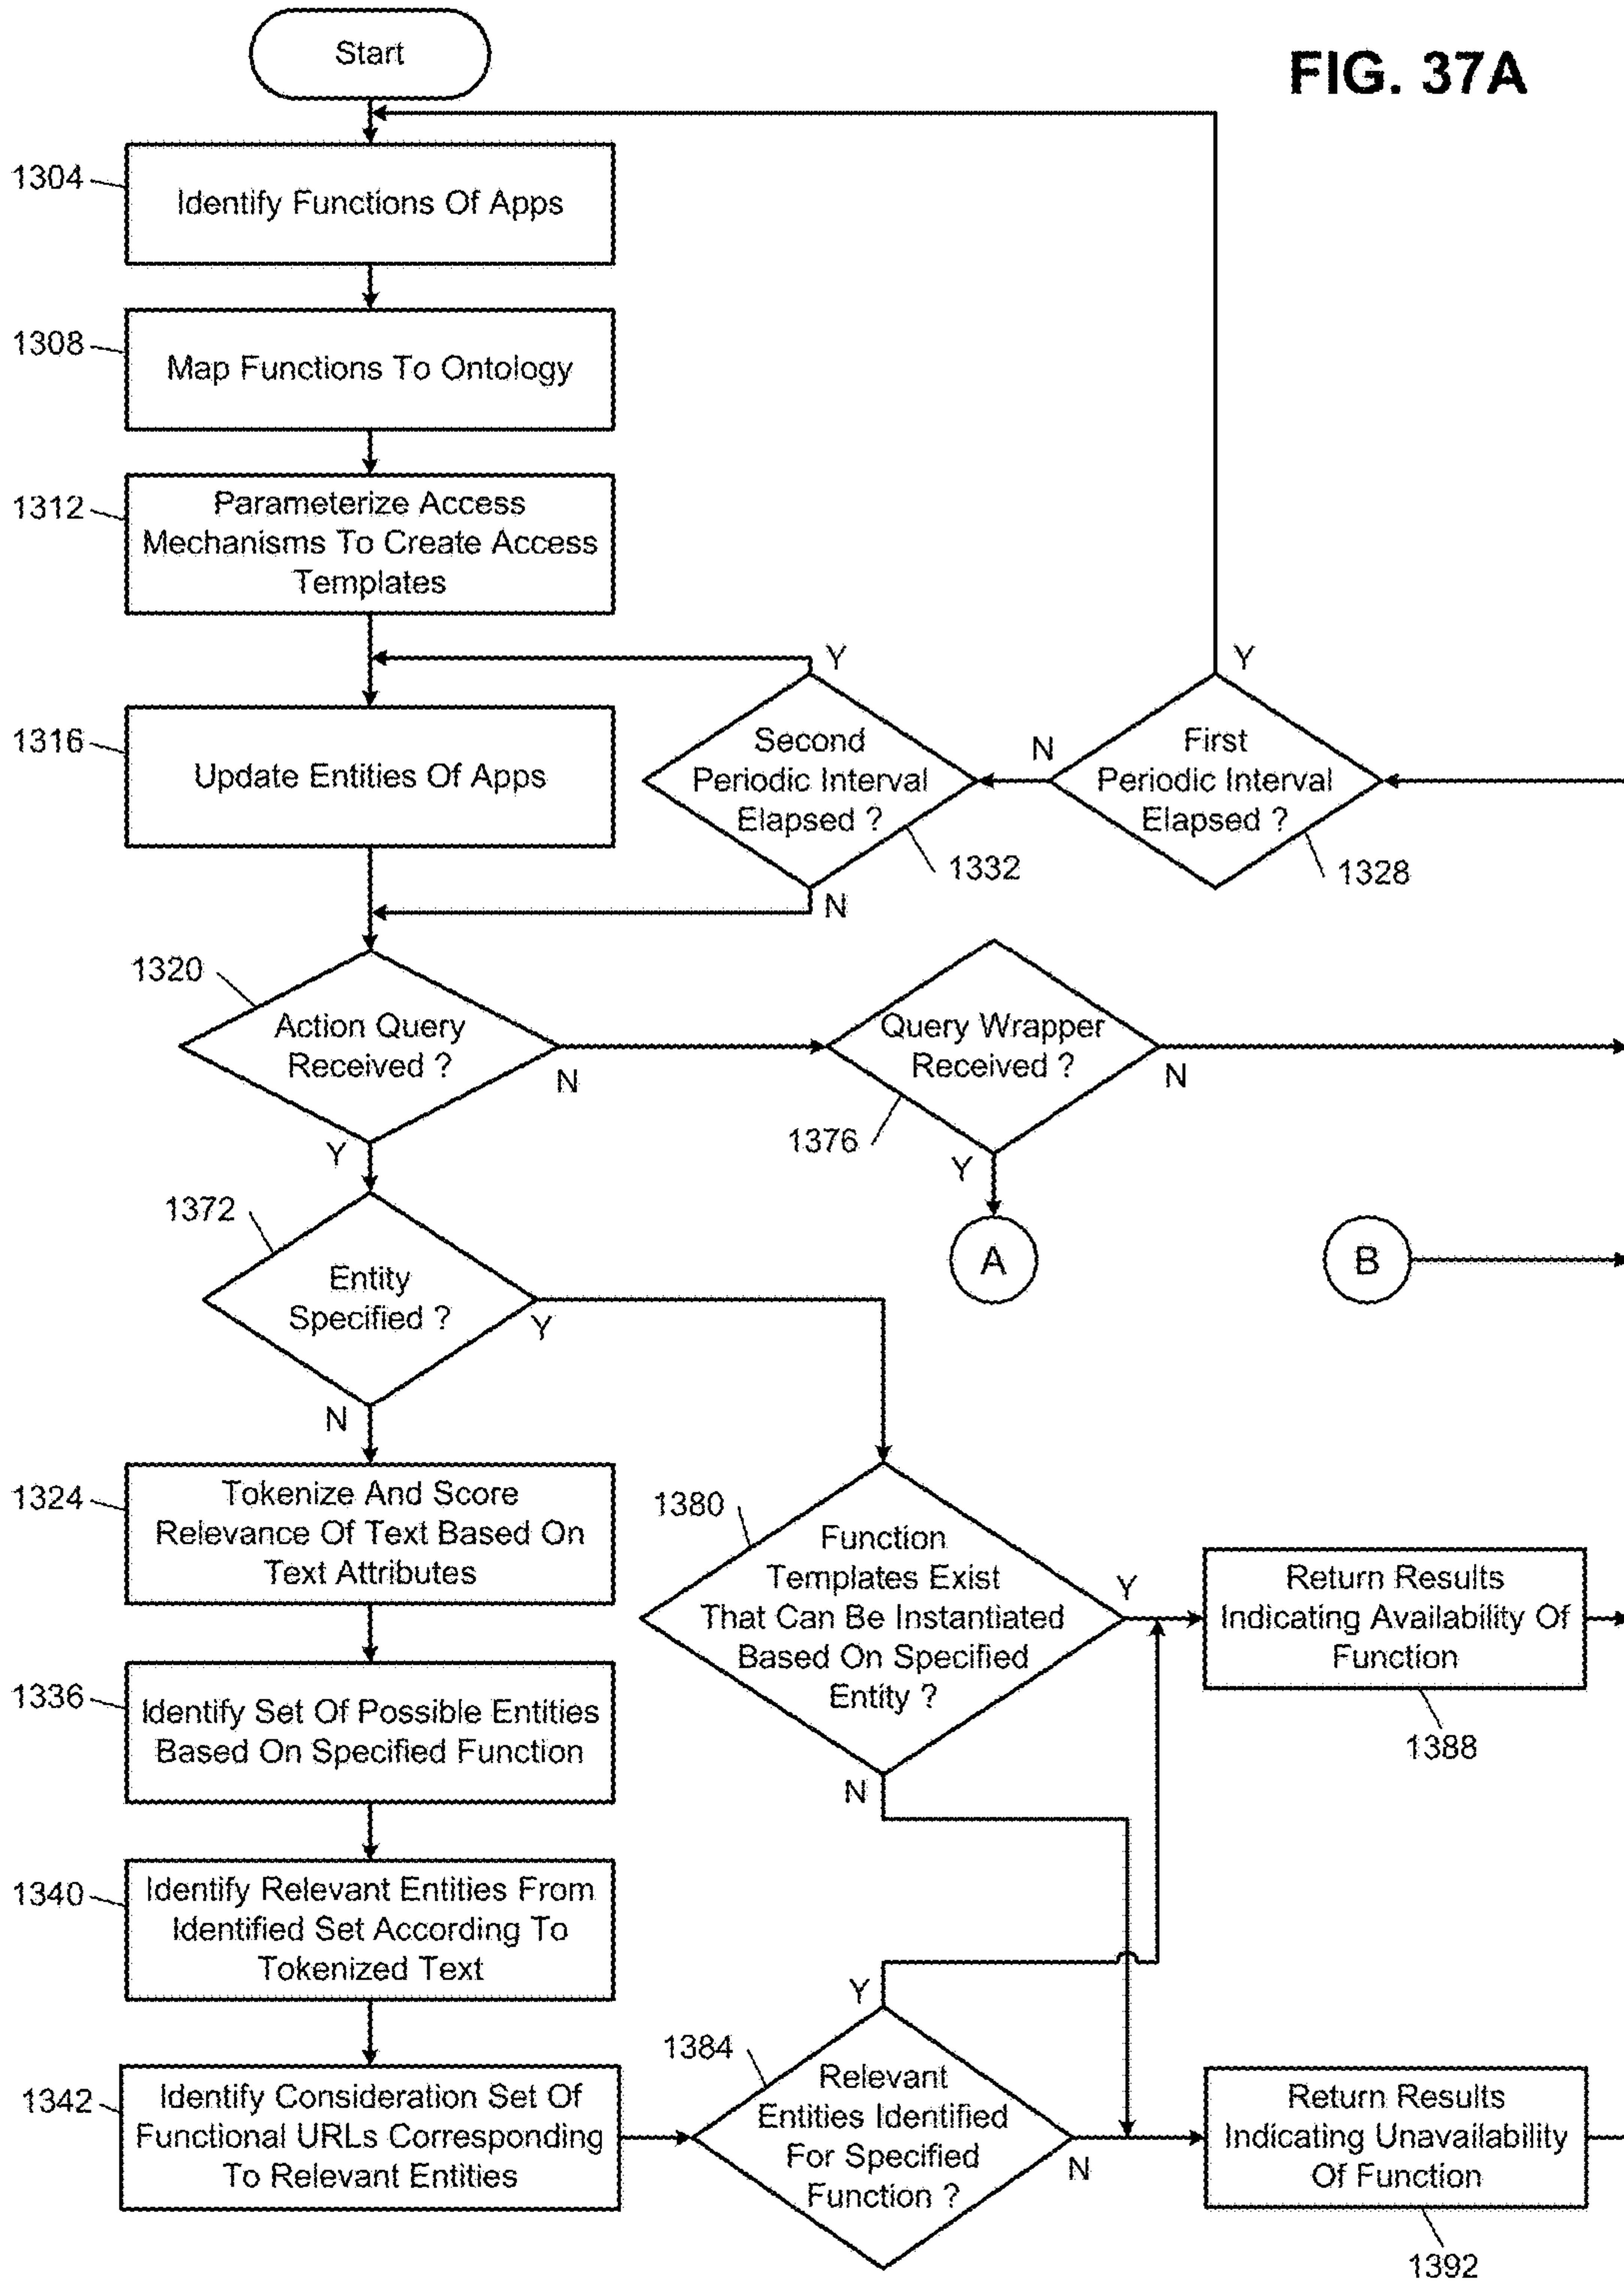 FIG. 37A
Start
1304
Identify Functions Of Apps
1308
Map Functions To Ontology
1312
Parameterize Access
Mechanisms To Create Access
Templates
Y
Y
1316
Update Entities Of Apps
Second
Periodic Interval
Elapsed ?
N
First
Periodic Interval
Elapsed ?
1332
1328
N
1320
Action Query
Received ?
N
Query Wrapper
Received ?
N
1376
Y
Y
1372
Entity
Specified ?
Y
A
B
N
1324
Tokenize And Score
Relevance Of Text Based On
Text Attributes
1380
Function
Templates Exist
That Can Be Instantiated
Based On Specified
Entity ?
Y
Return Results
Indicating Availability Of
Function
1388
1336
Identify Set Of Possible Entities
Based On Specified Function
N
1340
Identify Relevant Entities From
Identified Set According To
Tokenized Text
Y
1384
1342
Identify Consideration Set Of
Functional URLs Corresponding
To Relevant Entities
Relevant
Entities Identified
For Specified
Function ?
N
Return Results
Indicating Unavailability
Of Function
1392